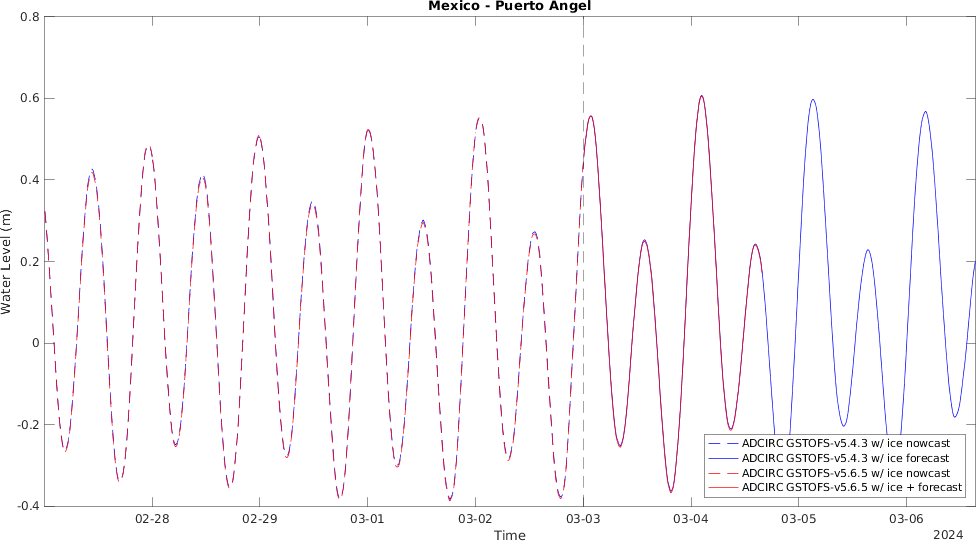 Mexico - Puerto Angel
0.8
0.6
0.4
0.2
0
-0.2
-0.4
Water Level (m)
02-28
02-29
03-01
03-02
03-03
03-04
03-05
03-06
Time
2024
ADCIRC GSTOFS-v5.4.3 w/ ice nowcast
ADCIRC GSTOFS-v5.4.3 w/ ice forecast
ADCIRC GSTOFS-v5.6.5 w/ ice nowcast
ADCIRC GSTOFS-v5.6.5 w/ ice + forecast